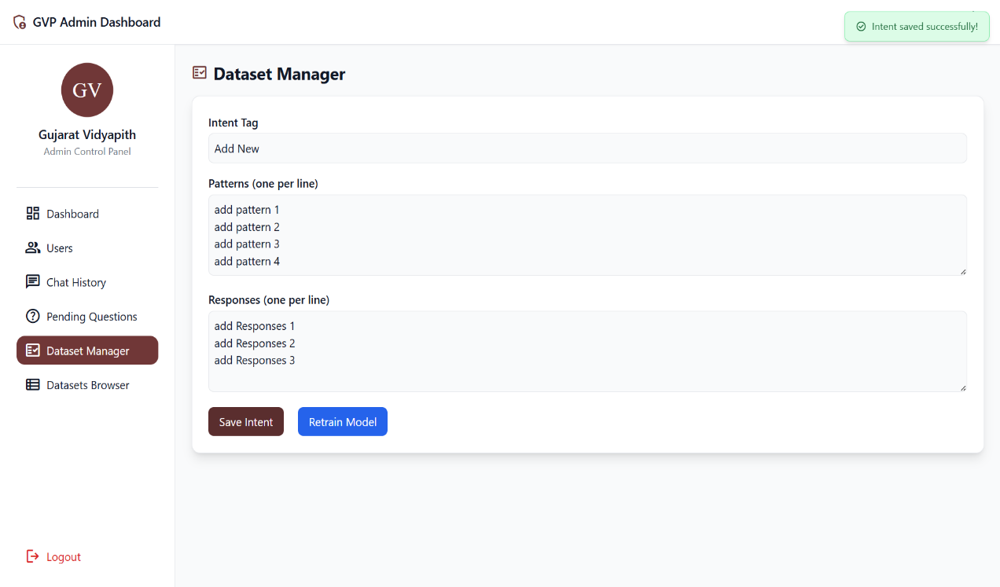 GVP Admin Dashboard
Intent saved successfully!
GV
Gujarat Vidyapith
Admin Control Panel
Dashboard
Users
Chat History
Pending Questions
Dataset Manager
Datasets Browser
Logout
Dataset Manager
Intent Tag
Add New
Patterns (one per line)
add pattern 1
add pattern 2
add pattern 3
add pattern 4
Responses (one per line)
add Responses 1
add Responses 2
add Responses 3
Save Intent
Retrain Model